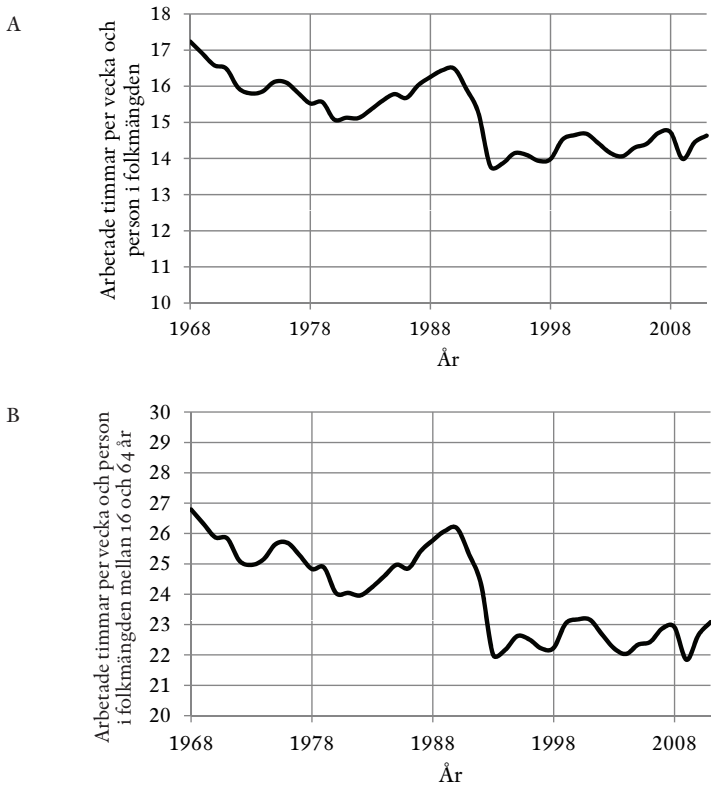 A
Arbetade timmar per vecka och
person i folkmängden
18
17
16
15
14
13
12
11
10
1968 1978 1988 1998 2008
År
B
Arbetade timmar per vecka och person
i folkmängden mellan 16 och 64 år
30
29
28
27
26
25
24
23
22
21
20
1968 1978 1988 1998 2008
År